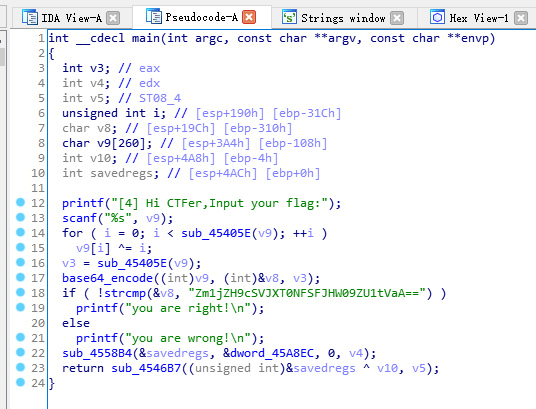 IDA View-A
Pseudocode-A
Strings window
Hex View-1
1 int __cdecl main(int argc, const char **argv, const char **envp)
2 {
3 int v3; // eax
4 int v4; // edx
5 int v5; // ST08_4
6 unsigned int i; // [esp+190h] [ebp-31Ch]
7 char v8; // [esp+19Ch] [ebp-310h]
8 char v9[260]; // [esp+3A4h] [ebp-108h]
9 int v10; // [esp+4A8h] [ebp-4h]
10 int savedregs; // [esp+4ACh] [ebp+0h]
11
12 printf("[4] Hi CTFer,Input your flag:");
13 scanf("%s", v9);
14 for ( i = 0; i < sub_45405E(v9); ++i )
15 v9[i] ^= i;
16 v3 = sub_45405E(v9);
17 base64_encode((int)v9, (int)&v8, v3);
18 if ( !strcmp(&v8, "Zm1jZH9cSVJXT0NFSFJHW09ZU1tVaA==") )
19 printf("you are right!\n");
20 else
21 printf("you are wrong!\n");
22 sub_4558B4(&savedregs, &dword_45A8EC, 0, v4);
23 return sub_4546B7((unsigned int)&savedregs ^ v10, v5);
24 }